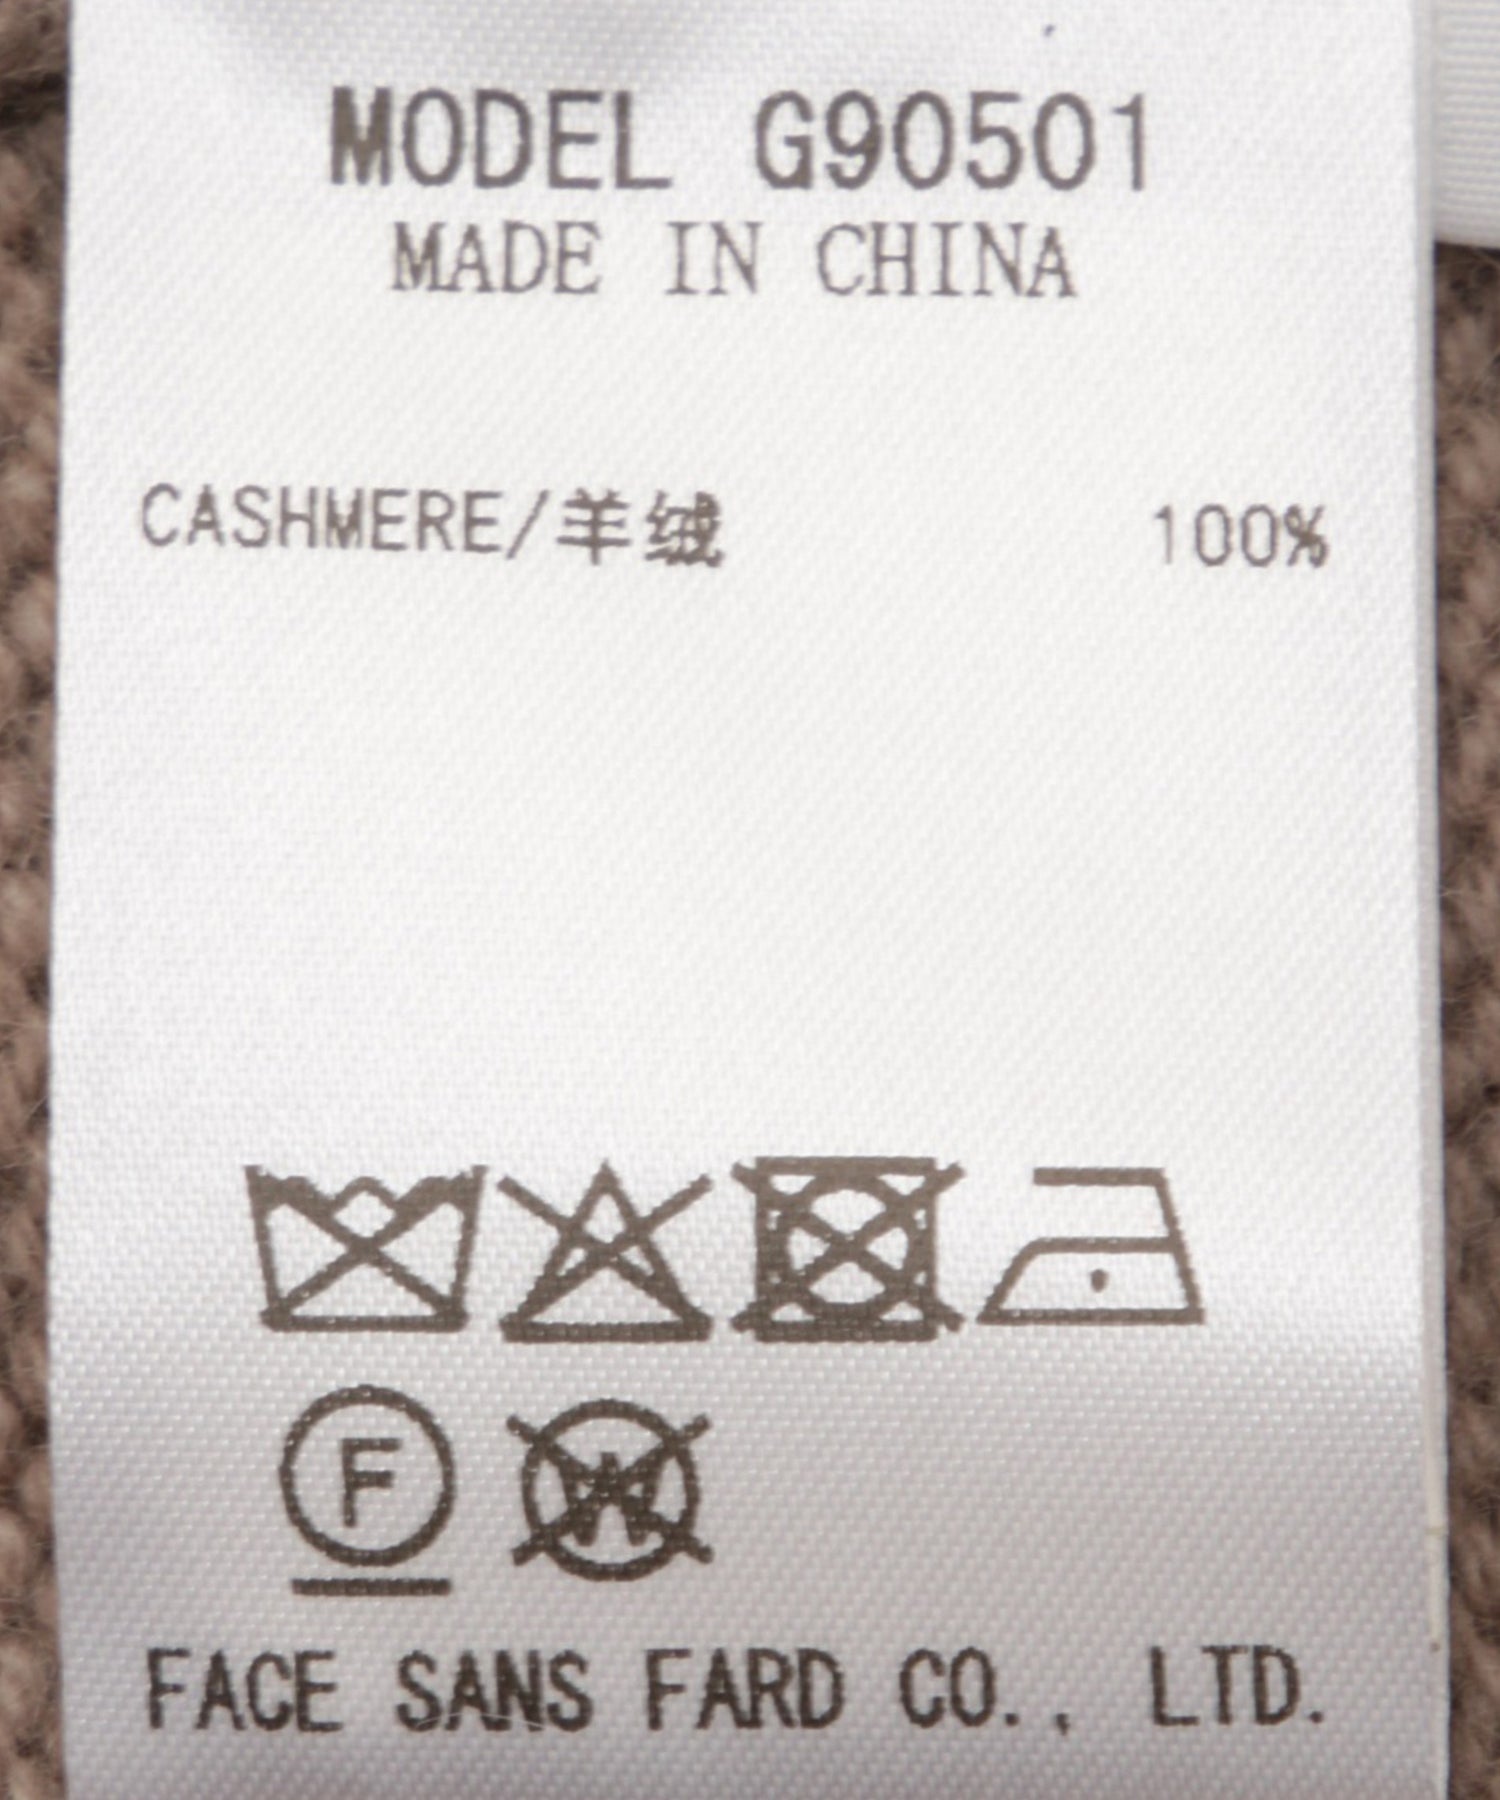 MODEL G90501
MADE IN CHINA
CASHMERE/羊绒 100%
F
W
FACE SANS FARD CO., LTD.